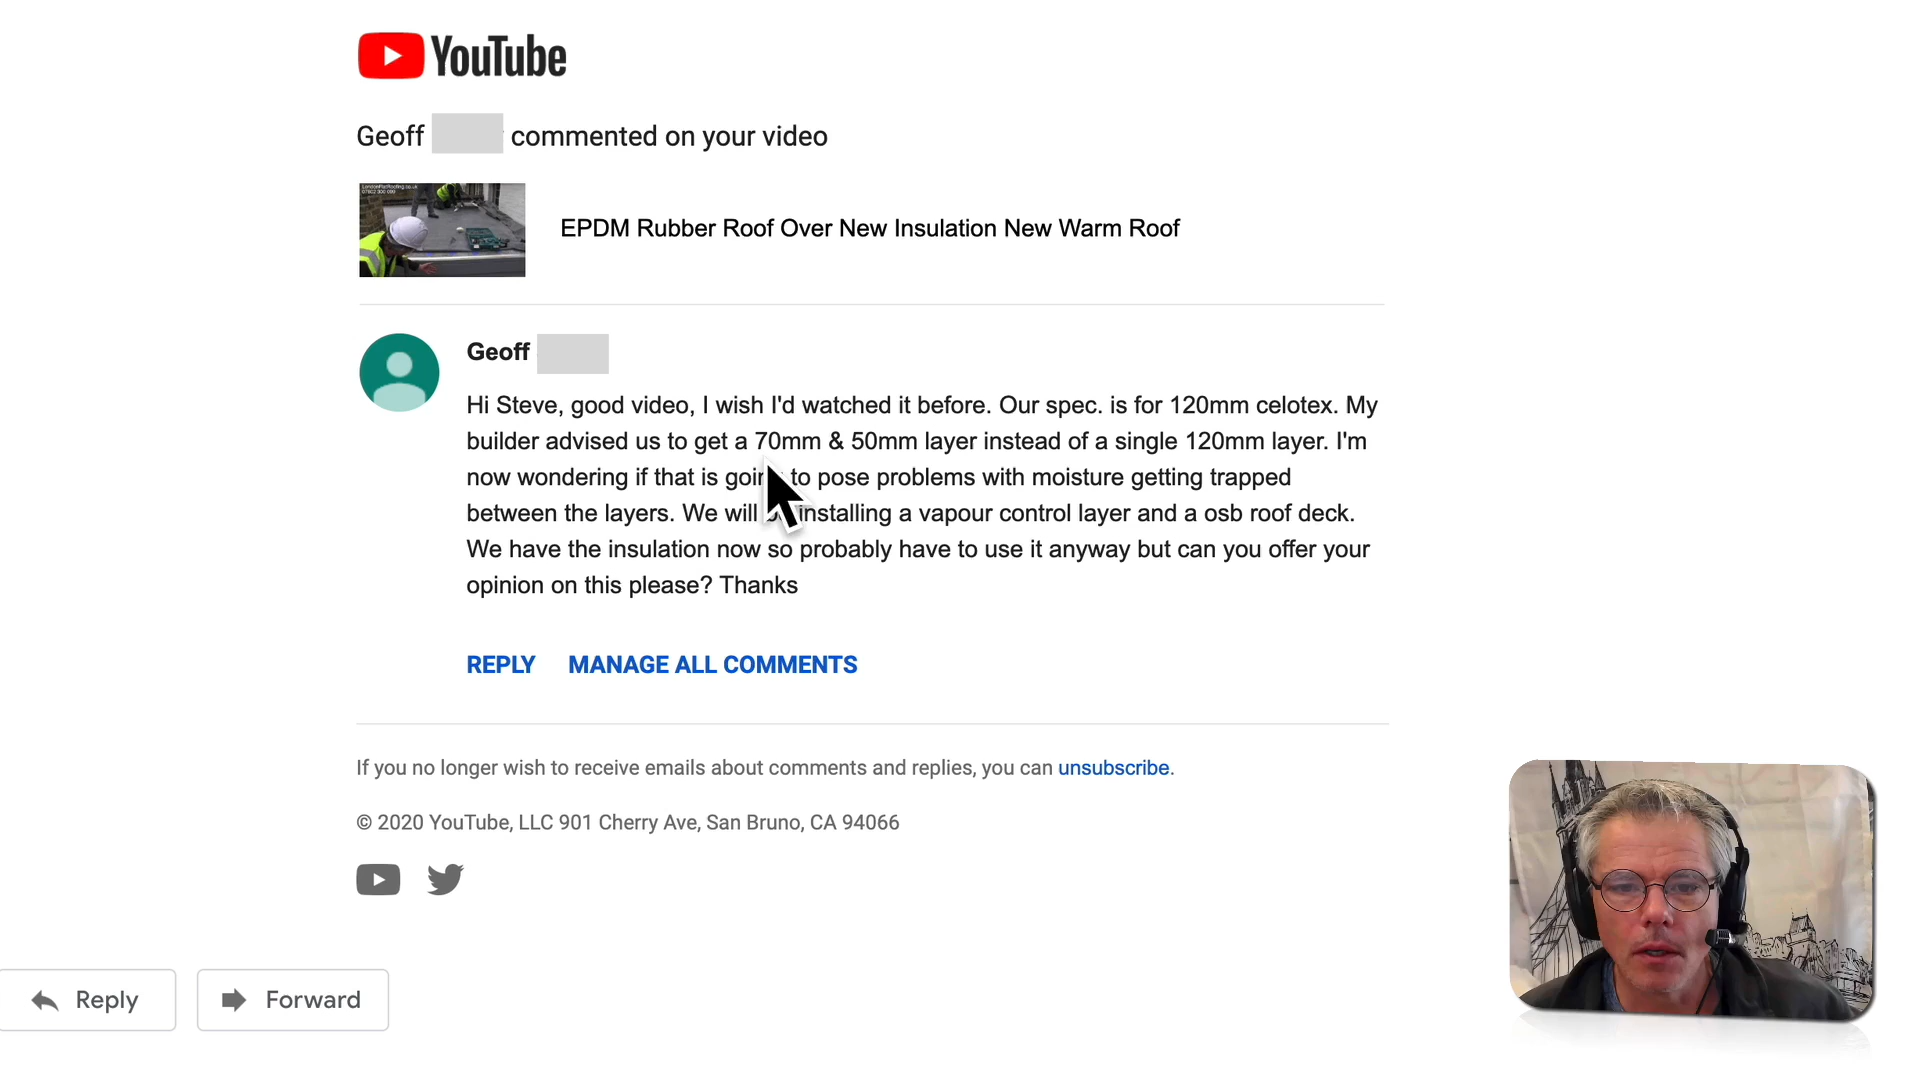 YouTube
Geoff commented on your video
LondonFlatRoofing.co.uk
EPDM Rubber Roof Over New Insulation New Warm Roof
Geoff
Hi Steve, good video, I wish I'd watched it before. Our spec. is for 120mm celotex. My
builder advised us to get a 70mm & 50mm layer instead of a single 120mm layer. I'm
now wondering if that is going to pose problems with moisture getting trapped
between the layers. We will installing a vapour control layer and a osb roof deck.
We have the insulation now so probably have to use it anyway but can you offer your
opinion on this please? Thanks
REPLY MANAGE ALL COMMENTS
If you no longer wish to receive emails about comments and replies, you can unsubscribe.
© 2020 YouTube, LLC 901 Cherry Ave, San Bruno, CA 94066
Reply Forward